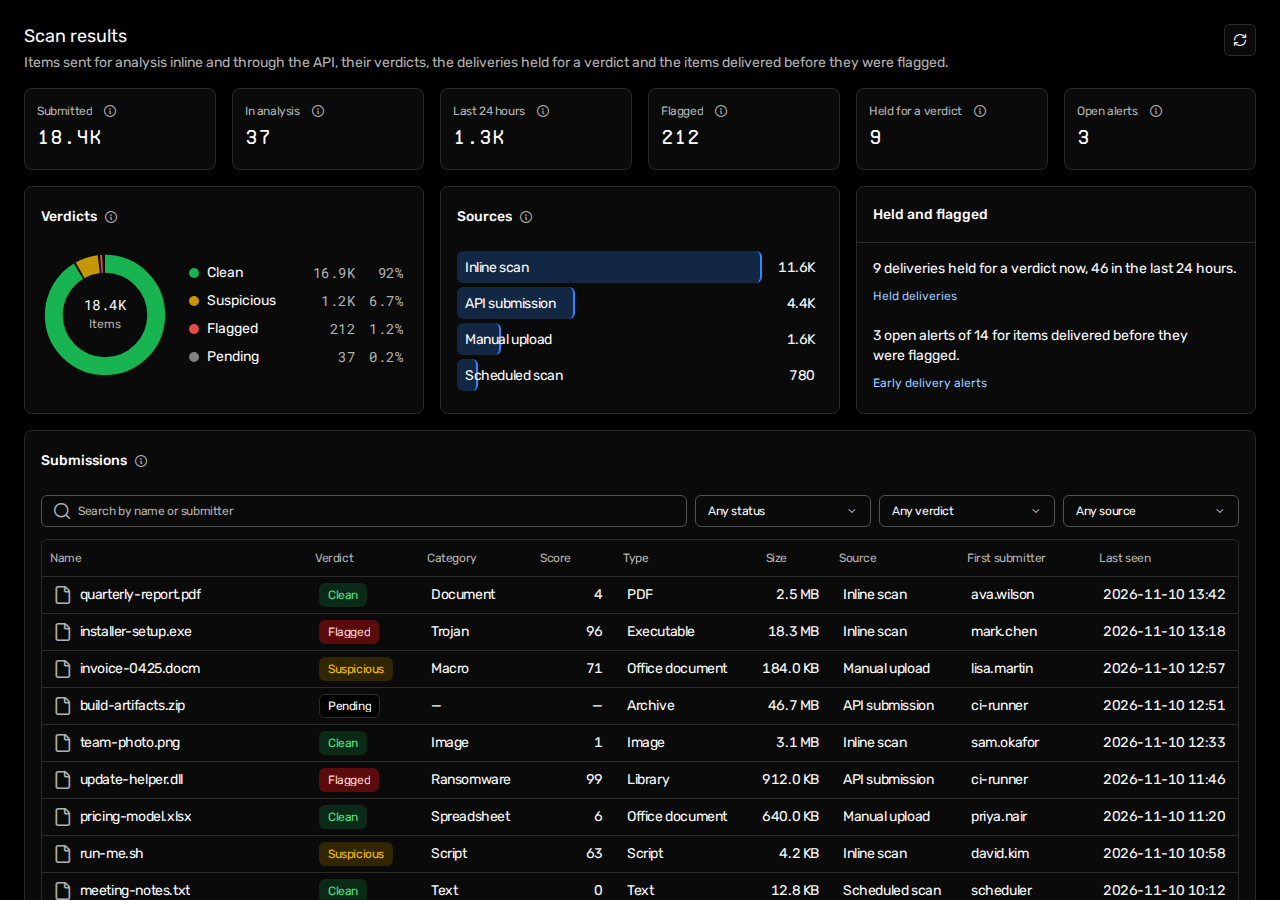 Scan results
Items sent for analysis inline and through the API, their verdicts, the deliveries held for a verdict and the items delivered before they were flagged.
Submitted
18.4K
In analysis
37
Last 24 hours
1.3K
Flagged
212
Held for a verdict
9
Open alerts
3
Verdicts
18.4K
Items
Clean 16.9K 92%
Suspicious 1.2K 6.7%
Flagged 212 1.2%
Pending 37 0.2%
Sources
Inline scan 11.6K
API submission 4.4K
Manual upload 1.6K
Scheduled scan 780
Held and flagged
9 deliveries held for a verdict now, 46 in the last 24 hours.
Held deliveries
3 open alerts of 14 for items delivered before they
were flagged.
Early delivery alerts
Submissions
Search by name or submitter Any status Any verdict Any source
Name Verdict Category Score Type Size Source First submitter Last seen
quarterly-report.pdf Clean Document 4 PDF 2.5 MB Inline scan ava.wilson 2026-11-10 13:42
installer-setup.exe Flagged Trojan 96 Executable 18.3 MB Inline scan mark.chen 2026-11-10 13:18
invoice-0425.docm Suspicious Macro 71 Office document 184.0 KB Manual upload lisa.martin 2026-11-10 12:57
build-artifacts.zip Pending – – Archive 46.7 MB API submission ci-runner 2026-11-10 12:51
team-photo.png Clean Image 1 Image 3.1 MB Inline scan sam.okafor 2026-11-10 12:33
update-helper.dll Flagged Ransomware 99 Library 912.0 KB API submission ci-runner 2026-11-10 11:46
pricing-model.xlsx Clean Spreadsheet 6 Office document 640.0 KB Manual upload priya.nair 2026-11-10 11:20
run-me.sh Suspicious Script 63 Script 4.2 KB Inline scan david.kim 2026-11-10 10:58
meeting-notes.txt Clean Text 0 Text 12.8 KB Scheduled scan scheduler 2026-11-10 10:12